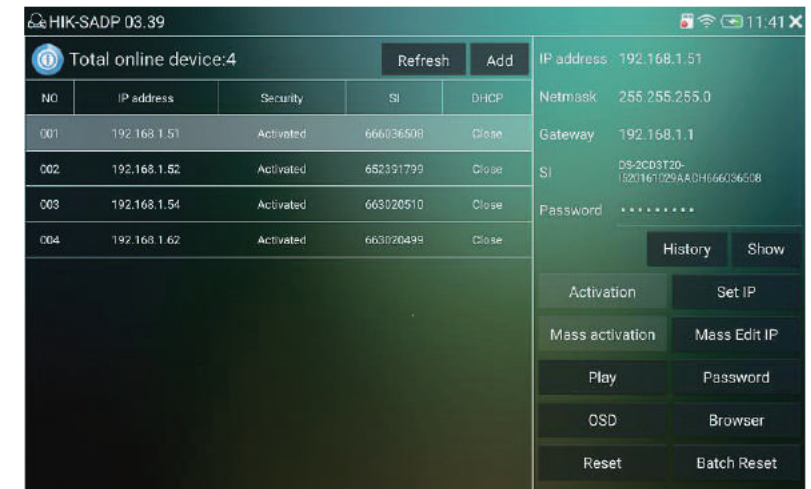 HIK-SADP 03.39
11:41
Total online device:4
Refresh
Add
NO
IP address
Security
SI
DHCP
001
192.168.1.51
Activated
666036508
Close
002
192.168.1.52
Activated
652391799
Close
003
192.168.1.54
Activated
663020510
Close
004
192.168.1.62
Activated
663020499
Close
IP address 192.168.1.51
Netmask 255.255.255.0
Gateway 192.168.1.1
SI
DS-2CD3T20-
I520161029AACH666036508
Password ·········
History
Show
Activation
Set IP
Mass activation
Mass Edit IP
Play
Password
OSD
Browser
Reset
Batch Reset